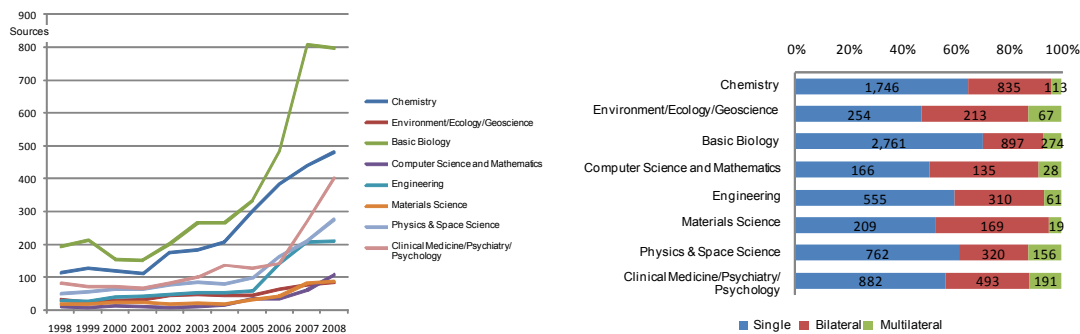 900
Sources
800
700
600
500
400
300
200
100
0
1998 1999 2000 2001 2002 2003 2004 2005 2006 2007 2008
Chemistry
Environment/Ecology/Geoscience
Basic Biology
Computer Science and Mathematics
Engineering
Materials Science
Physics & Space Science
Clinical Medicine/Psychiatry/
Psychology
0% 20% 40% 60% 80% 100%
Chemistry 1,746 835 113
Environment/Ecology/Geoscience 254 213 67
Basic Biology 2,761 897 274
Computer Science and Mathematics 166 135 28
Engineering 555 310 61
Materials Science 209 169 19
Physics & Space Science 762 320 156
Clinical Medicine/Psychiatry/
Psychology 882 493 191
Single Bilateral Multilateral